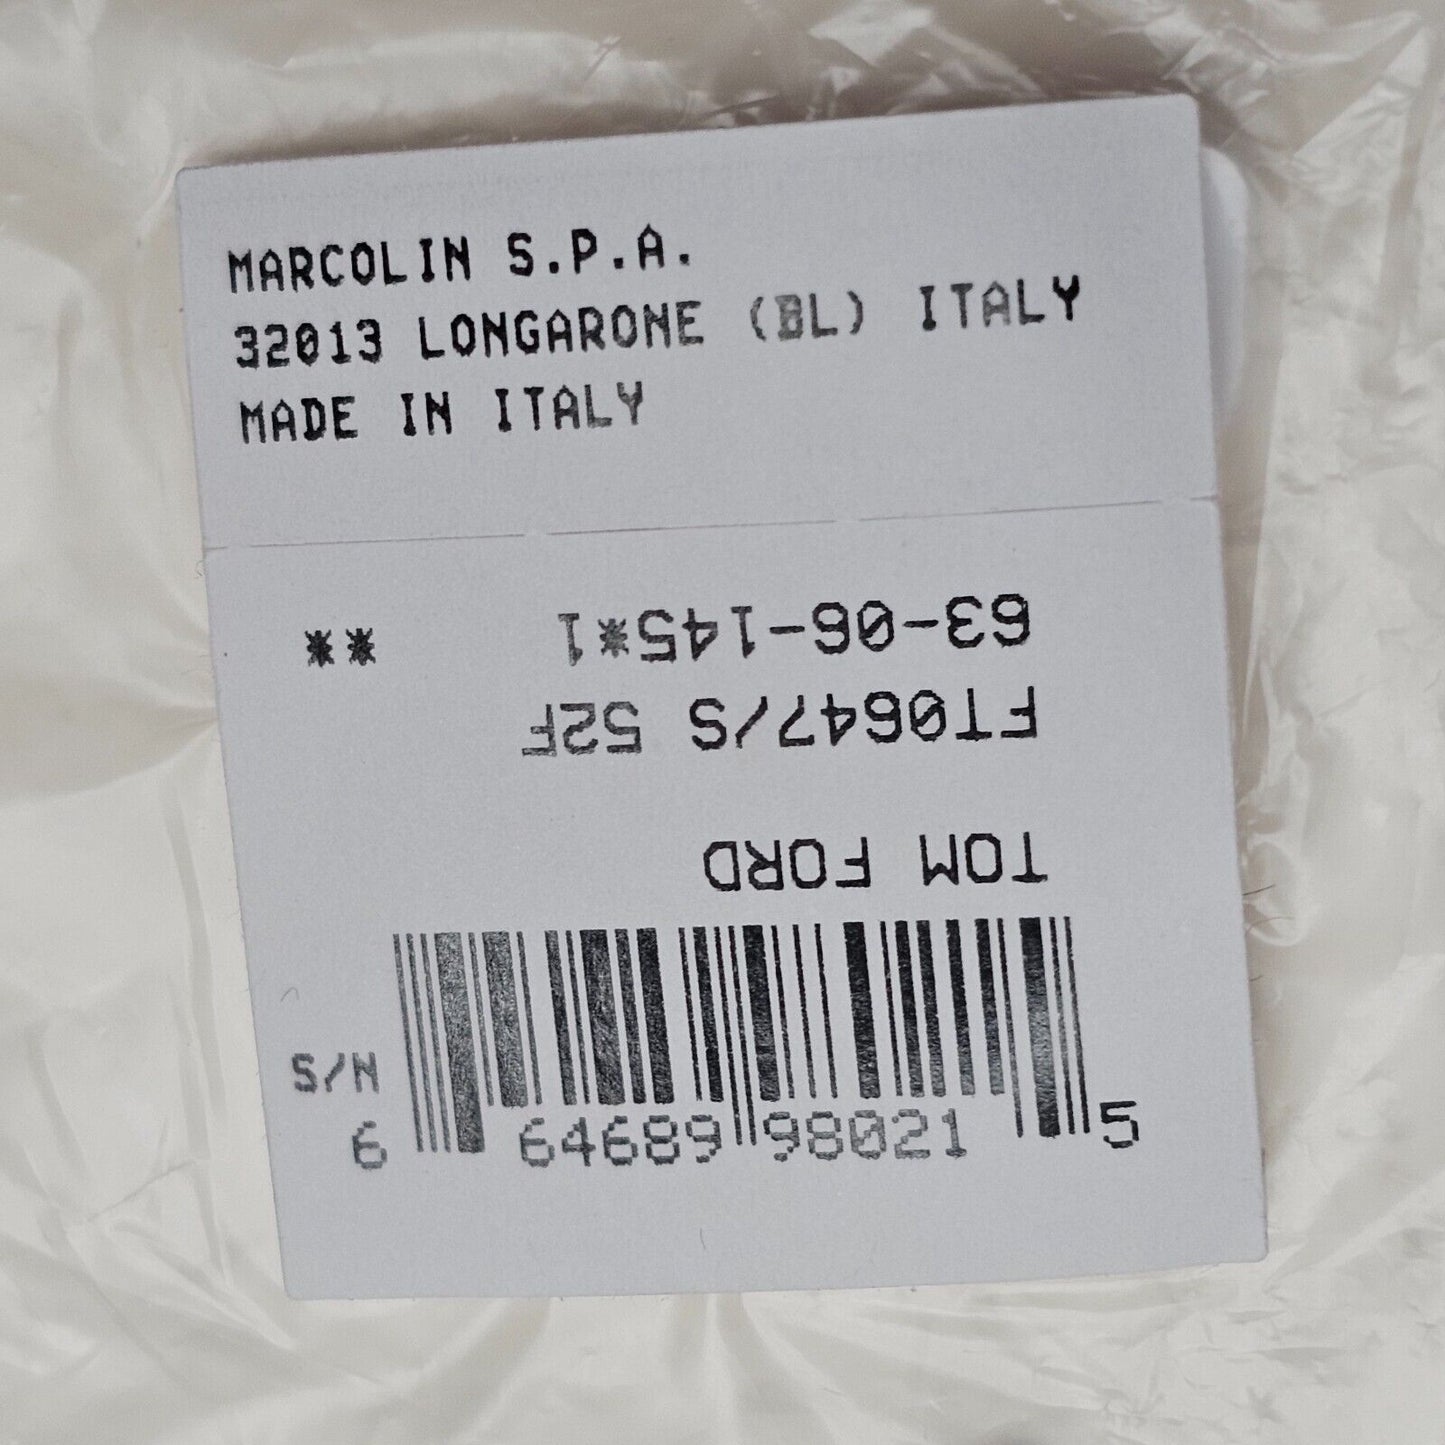 MARCOLIN S.P.A.
32013 LONGARONE (BL) ITALY
MADE IN ITALY
TOM FORD
FT0647/S 52F
63-06-145*1 **
S/N
6 64689 98021 5